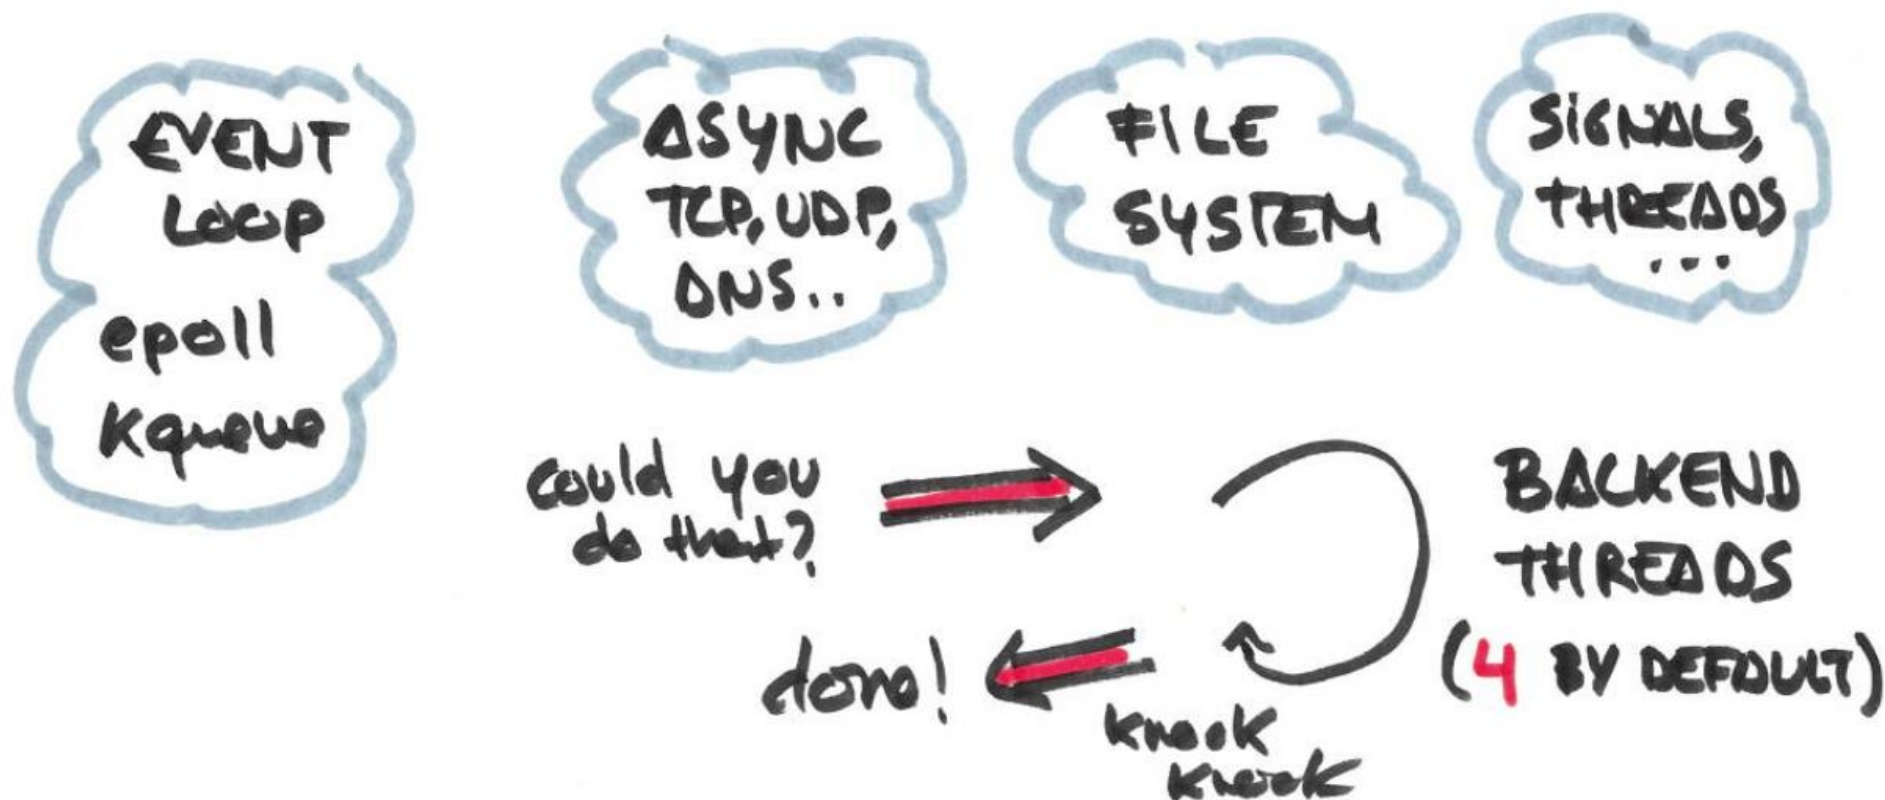 EVENT
LOOP
epoll
kqueue
ASYNC
TCP, UDP,
DNS..
FILE
SYSTEM
SIGNALS,
THREADS
...
could you
do that?
done!
knock
knock
BACKEND
THREADS
(4 BY DEFAULT)